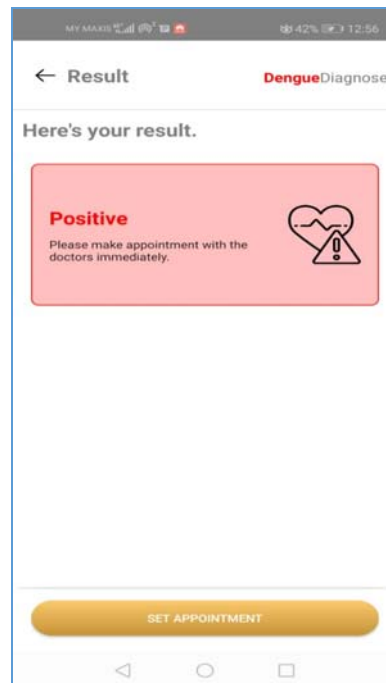 MY MAXIS 42% 12:56
Result DengueDiagnose
Here's your result.
Positive
Please make appointment with the
doctors immediately.
SET APPOINTMENT